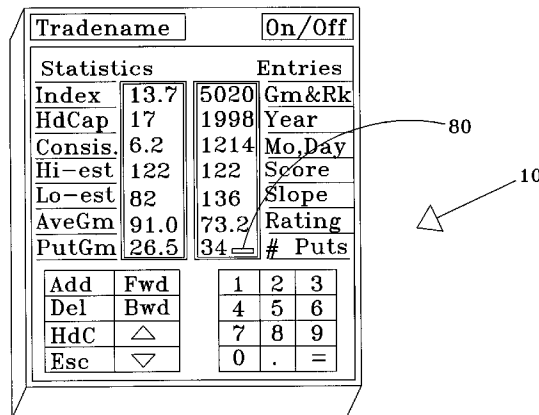 Tradename On/Off
Statistics Entries
Index 13.7 5020 Gm&Rk
HdCap 17 1998 Year
Consis. 6.2 1214 Mo,Day
Hi-est 122 122 Score
Lo-est 82 136 Slope
AveGm 91.0 73.2 Rating
PutGm 26.5 34 # Puts
80
10
Add Fwd 1 2 3
Del Bwd 4 5 6
HdC △ 7 8 9
Esc ▽ 0 . =